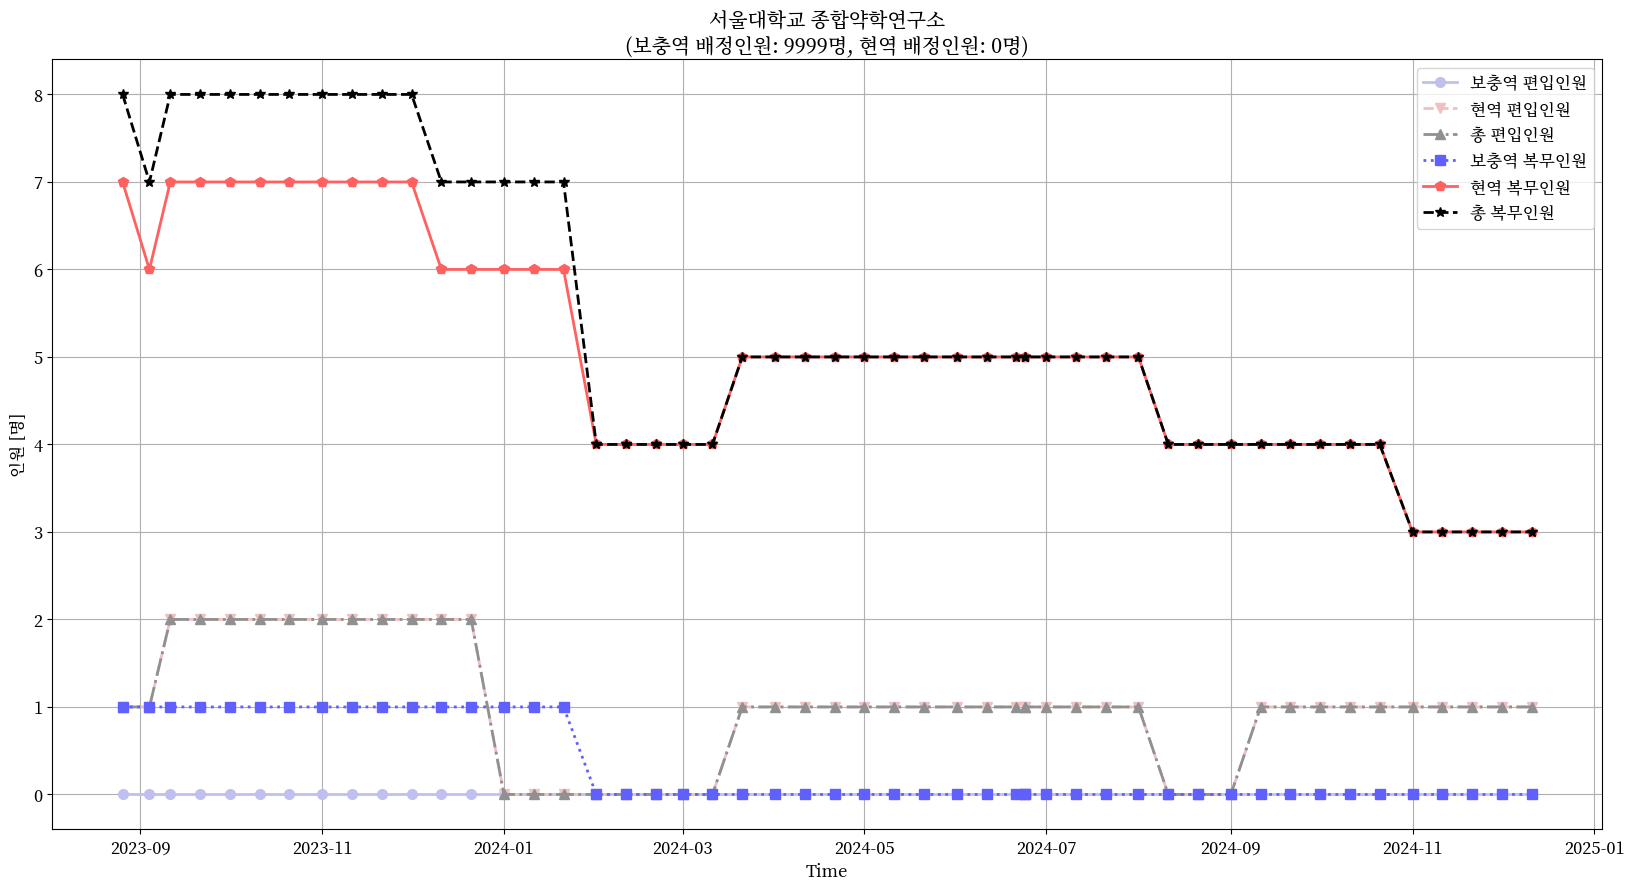 서울대학교 종합약학연구소
(보충역 배정인원: 9999명, 현역 배정인원: 0명)
보충역 편입인원
현역 편입인원
총 편입인원
보충역 복무인원
현역 복무인원
총 복무인원
인원 [명]
8
7
6
5
4
3
2
1
0
2023-09
2023-11
2024-01
2024-03
2024-05
2024-07
2024-09
2024-11
2025-01
Time